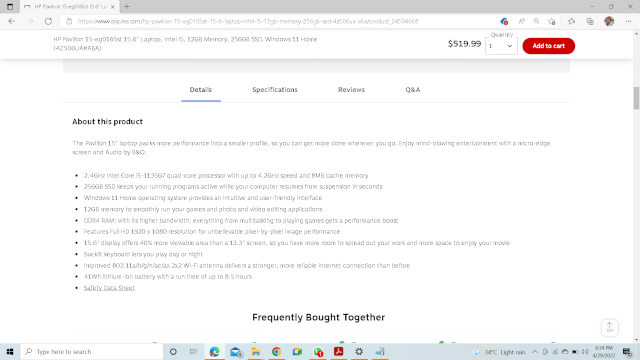 HP Pavilion 15-eg0165st 15.6" La
https://www.staples.com/hp-pavilion-15-eg0165st-15-6-laptop-intel-i5-12gb-memory-256gb-ssd-4z506ua-aba/product_24504668
HP Pavilion 15-eg0165st 15.6" Laptop, Intel i5, 12GB Memory, 256GB SSD, Windows 11 Home
(4Z506UA#ABA)
$519.99
Quantity
1
Add to cart
Details
Specifications
Reviews
Q&A
About this product
The Pavilion 15" laptop packs more performance into a smaller profile, so you can get more done wherever you go. Enjoy mind-blowing entertainment with a micro-edge
screen and Audio by B&O.
2.4GHz Intel Core i5-1135G7 quad-core processor with up to 4.2GHz speed and 8MB cache memory
256GB SSD keeps your running programs active while your computer resumes from suspension in seconds
Windows 11 Home operating system provides an intuitive and user-friendly interface
12GB memory to smoothly run your games and photo and video editing applications
DDR4 RAM: with its higher bandwidth, everything from multitasking to playing games gets a performance boost
Features Full HD 1920 x 1080 resolution for unbelievable pixel-by-pixel image performance
15.6" display offers 40% more viewable area than a 13.3" screen, so you have more room to spread out your work and more space to enjoy your movie
Backlit keyboard lets you play day or night
Improved 802.11a/b/g/n/ac/ax 2x2 Wi-Fi antenna delivers a stronger, more reliable Internet connection than before
41Wh lithium-ion battery with a run time of up to 8.5 hours
Safety Data Sheet
Frequently Bought Together
TOP
Type here to search
34°C Light rain
6:34 PM
4/29/2022